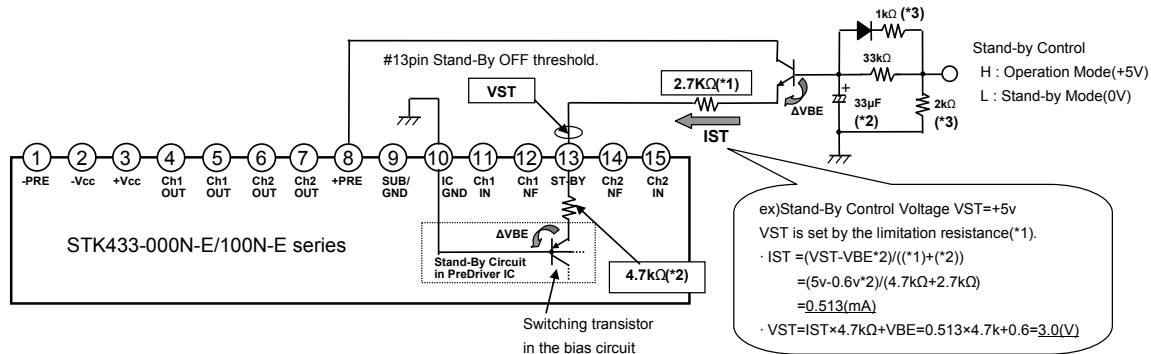 #13pin Stand-By OFF threshold.
VST
2.7KΩ(*1)
IST
ΔVBE
1kΩ (*3)
33kΩ
+
33μF
(*2)
2kΩ
(*3)
Stand-by Control
H : Operation Mode(+5V)
L : Stand-by Mode(0V)
1 2 3 4 5 6 7 8 9 10 11 12 13 14 15
-PRE -Vcc +Vcc Ch1 OUT Ch1 OUT Ch2 OUT Ch2 OUT +PRE SUB/ GND IC GND Ch1 IN Ch1 NF ST-BY Ch2 NF Ch2 IN
STK433-000N-E/100N-E series
ΔVBE
Stand-By Circuit
in PreDriver IC
4.7kΩ(*2)
Switching transistor
in the bias circuit
ex)Stand-By Control Voltage VST=+5v
VST is set by the limitation resistance(*1).
· IST =(VST-VBE*2)/((*1)+(*2))
=(5v-0.6v*2)/(4.7kΩ+2.7kΩ)
=0.513(mA)
· VST=IST×4.7kΩ+VBE=0.513×4.7k+0.6=3.0(V)